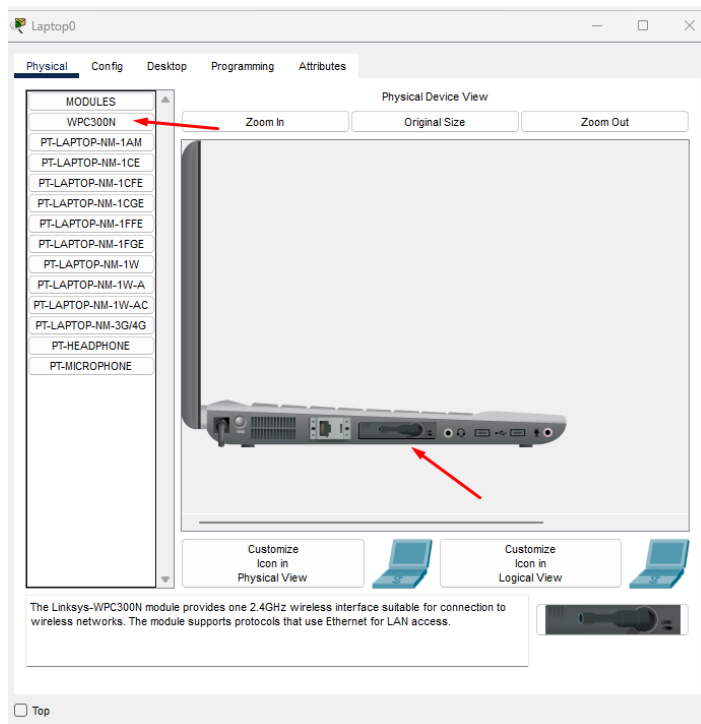 Laptop0
Physical Config Desktop Programming Attributes
MODULES
WPC300N
PT-LAPTOP-NM-1AM
PT-LAPTOP-NM-1CE
PT-LAPTOP-NM-1CFE
PT-LAPTOP-NM-1CGE
PT-LAPTOP-NM-1FFE
PT-LAPTOP-NM-1FGE
PT-LAPTOP-NM-1W
PT-LAPTOP-NM-1W-A
PT-LAPTOP-NM-1W-AC
PT-LAPTOP-NM-3G/4G
PT-HEADPHONE
PT-MICROPHONE
Physical Device View
Zoom In Original Size Zoom Out
Customize
Icon in
Physical View
Customize
Icon in
Logical View
The Linksys-WPC300N module provides one 2.4GHz wireless interface suitable for connection to
wireless networks. The module supports protocols that use Ethernet for LAN access.
Top